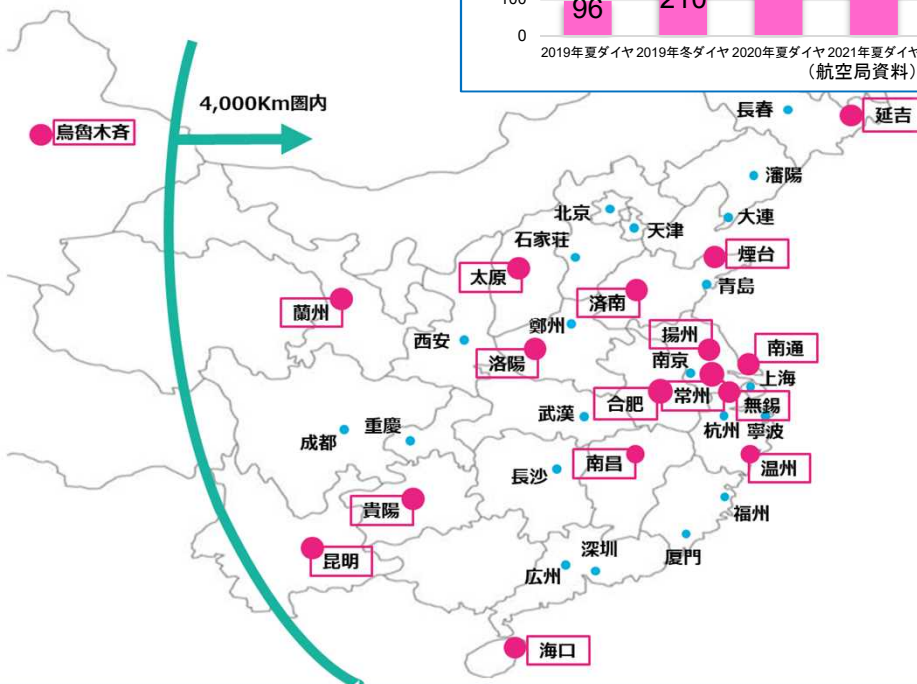 100
96
210
0
2019年夏ダイヤ 2019年冬ダイヤ 2020年夏ダイヤ 2021年夏ダイヤ
（航空局資料）
4,000Km圏内
烏魯木斉
長春
延吉
瀋陽
北京
天津
大連
石家荘
煙台
太原
済南
青島
蘭州
鄭州
揚州
西安
洛陽
南京
南通
上海
合肥
常州
無錫
武漢
杭州
寧波
重慶
成都
長沙
南昌
温州
貴陽
福州
昆明
深圳
厦門
広州
海口